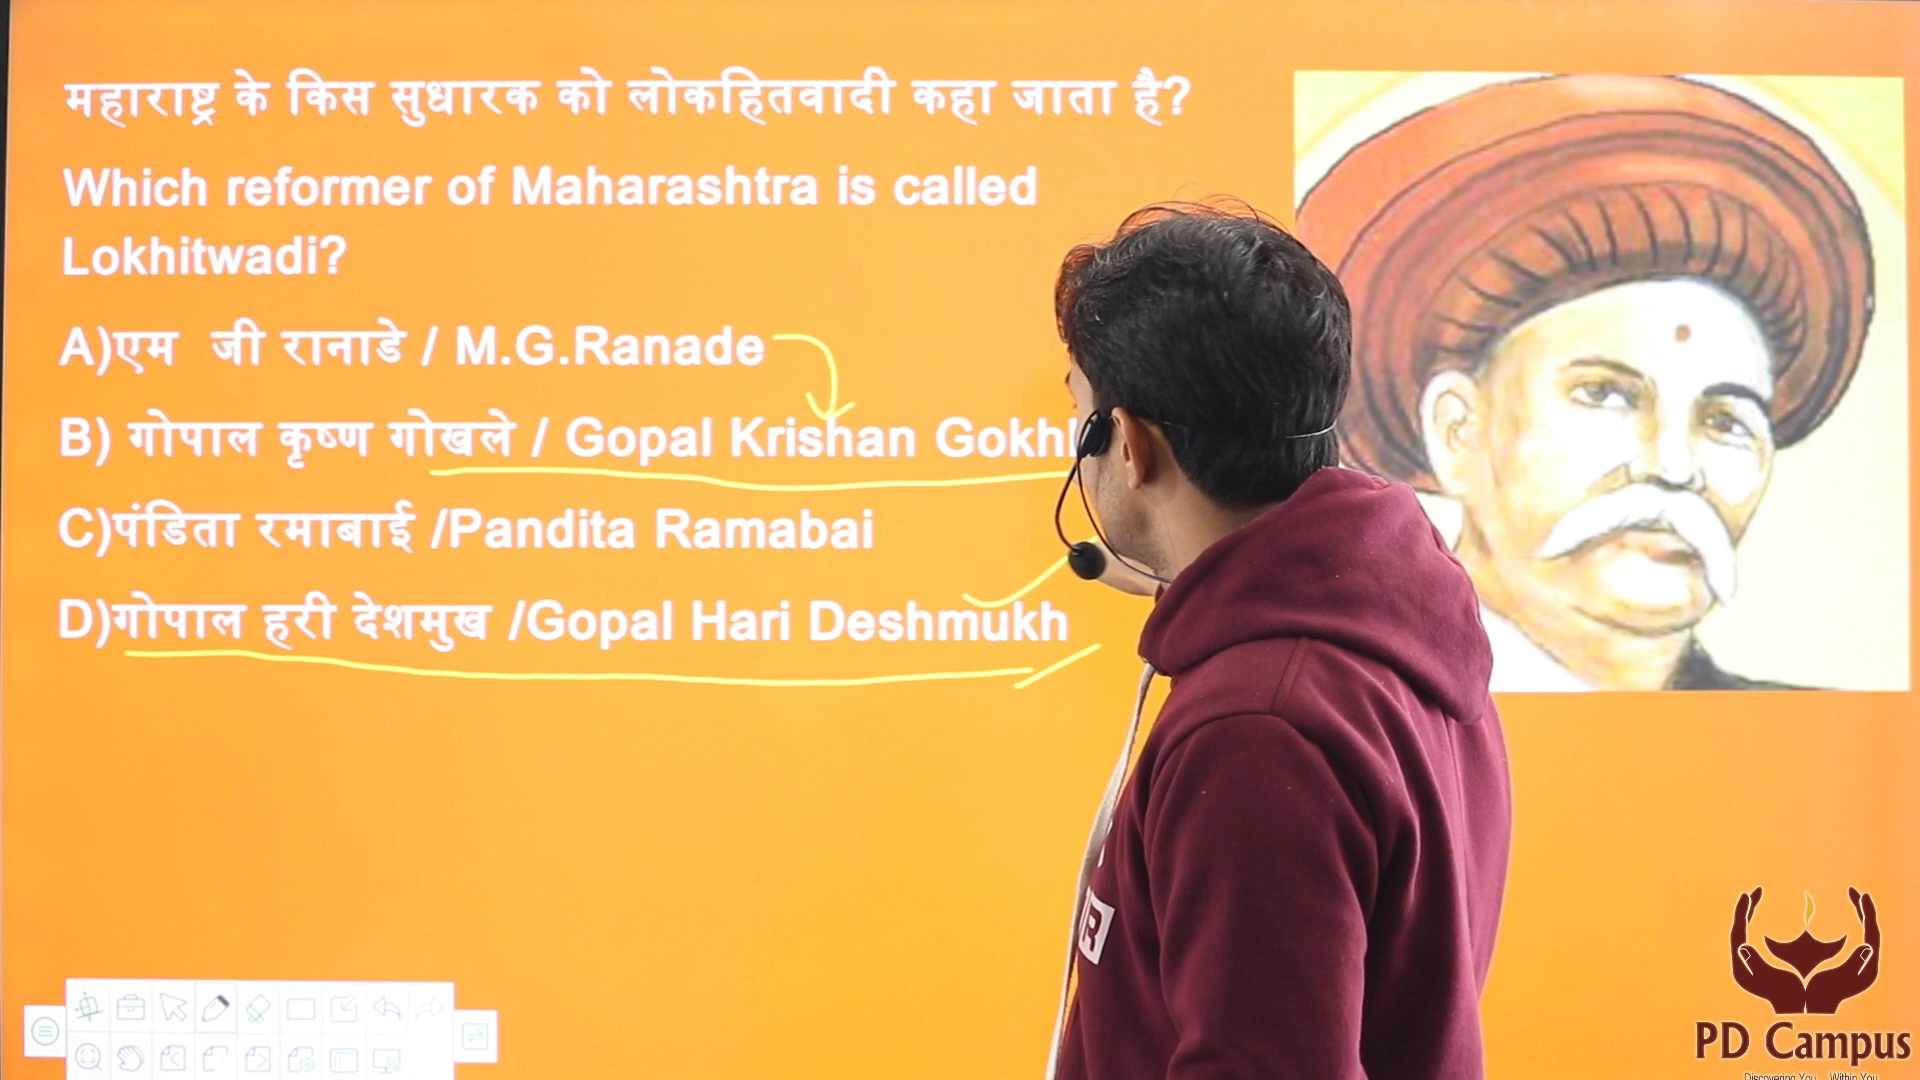 महाराष्ट्र के किस सुधारक को लोकहितवादी कहा जाता है?
Which reformer of Maharashtra is called
Lokhitwadi?
A)एम जी रानाडे / M.G.Ranade
B) गोपाल कृष्ण गोखले / Gopal Krishan
C)पंडिता रमाबाई /Pandita Ramabai
D)गोपाल हरी देशमुख /Gopal Hari Deshmukh
R
PD Campus